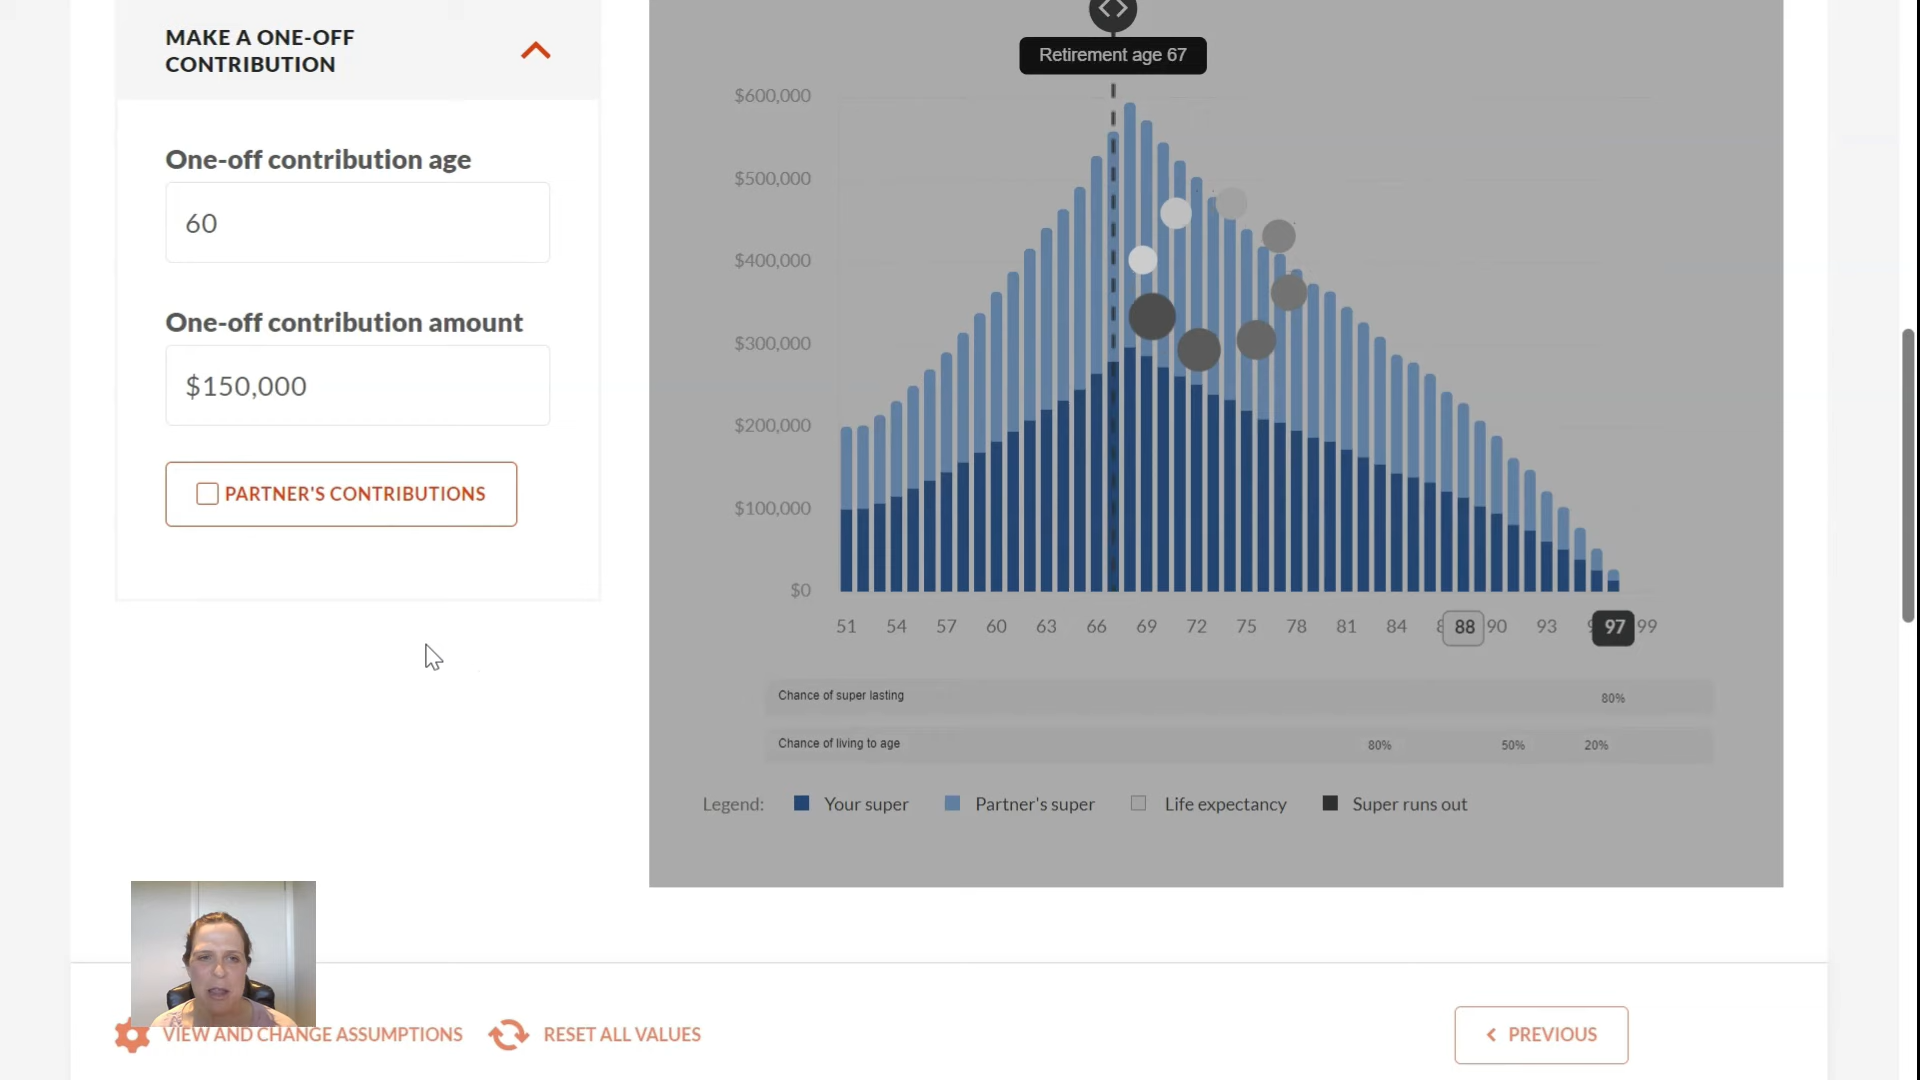 MAKE A ONE-OFF
CONTRIBUTION
One-off contribution age
60
One-off contribution amount
$150,000
PARTNER'S CONTRIBUTIONS
Retirement age 67
$600,000
$500,000
$400,000
$300,000
$200,000
$100,000
$0
51 54 57 60 63 66 69 72 75 78 81 84 88 90 93 97 99
Chance of super lasting 80%
Chance of living to age 80% 50% 20%
Legend: Your super Partner's super Life expectancy Super runs out
VIEW AND CHANGE ASSUMPTIONS RESET ALL VALUES < PREVIOUS